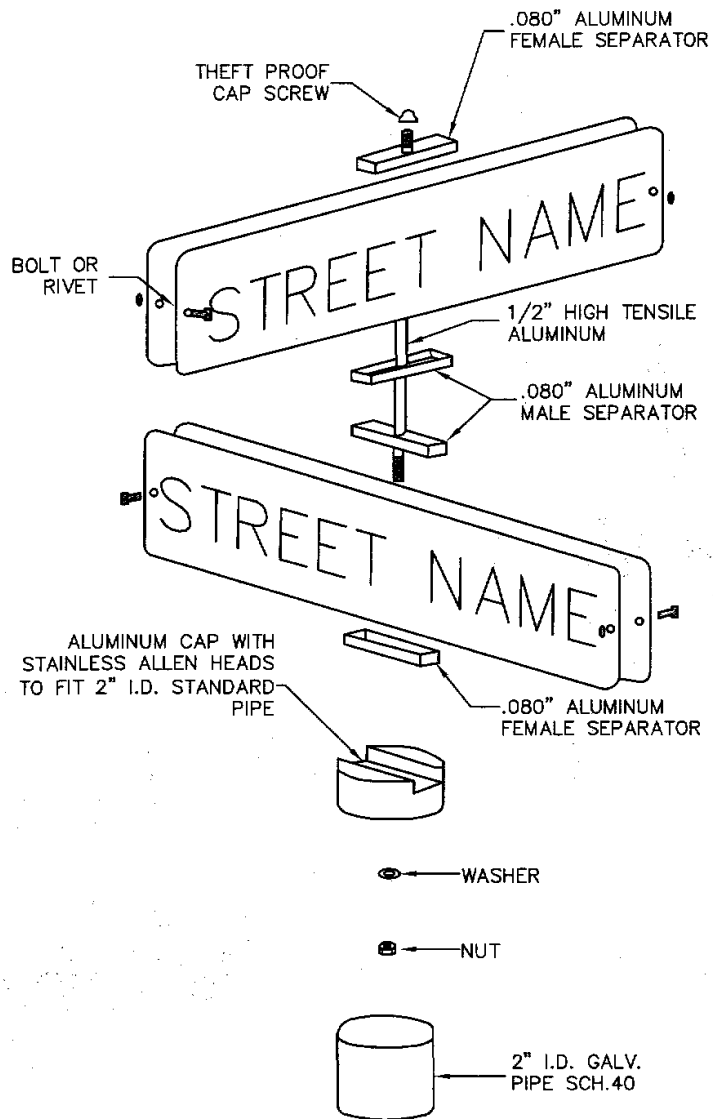 .080" ALUMINUM
FEMALE SEPARATOR
THEFT PROOF
CAP SCREW
STREET NAME
BOLT OR
RIVET
1/2" HIGH TENSILE
ALUMINUM
.080" ALUMINUM
MALE SEPARATOR
STREET NAME
ALUMINUM CAP WITH
STAINLESS ALLEN HEADS
TO FIT 2" I.D. STANDARD
PIPE
.080" ALUMINUM
FEMALE SEPARATOR
WASHER
NUT
2" I.D. GALV.
PIPE SCH.40